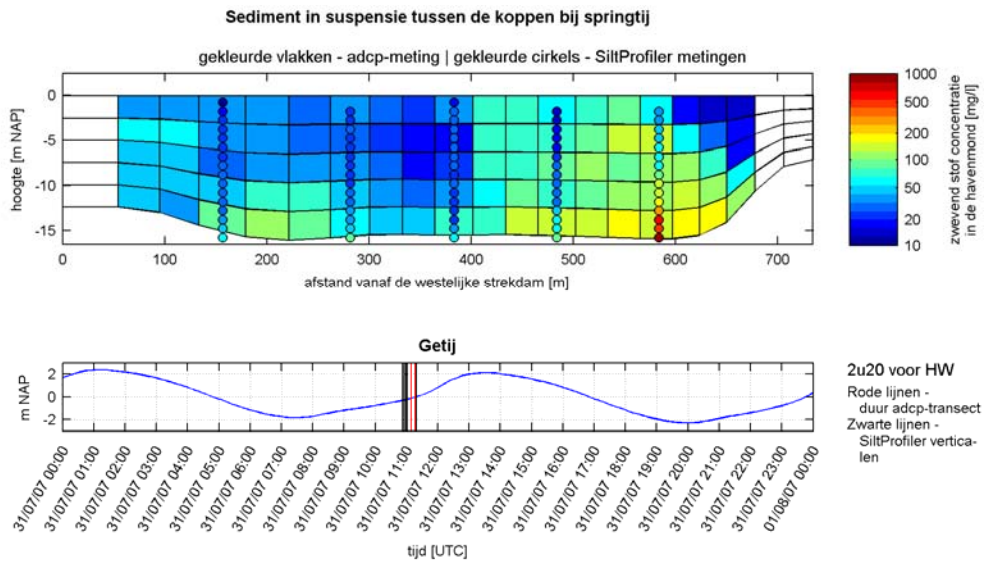 Sediment in suspensie tussen de koppen bij springtij
gekleurde vlakken - adcp-meting | gekleurde cirkels - SiltProfiler metingen
hoogte [m NAP]
0
-5
-10
-15
0 100 200 300 400 500 600 700
afstand vanaf de westelijke strekdam [m]
1000
500
200
100
50
20
10
zwevend stof concentratie
in de havenmond [mg/l]
Getij
m NAP
2
0
-2
31/07/07 00:00
31/07/07 01:00
31/07/07 02:00
31/07/07 03:00
31/07/07 04:00
31/07/07 05:00
31/07/07 06:00
31/07/07 07:00
31/07/07 08:00
31/07/07 09:00
31/07/07 10:00
31/07/07 11:00
31/07/07 12:00
31/07/07 13:00
31/07/07 14:00
31/07/07 15:00
31/07/07 16:00
31/07/07 17:00
31/07/07 18:00
31/07/07 19:00
31/07/07 20:00
31/07/07 21:00
31/07/07 22:00
31/07/07 23:00
01/08/07 00:00
tijd [UTC]
2u20 voor HW
Rode lijnen -
duur adcp-transect
Zwarte lijnen -
SiltProfiler vertica-
len